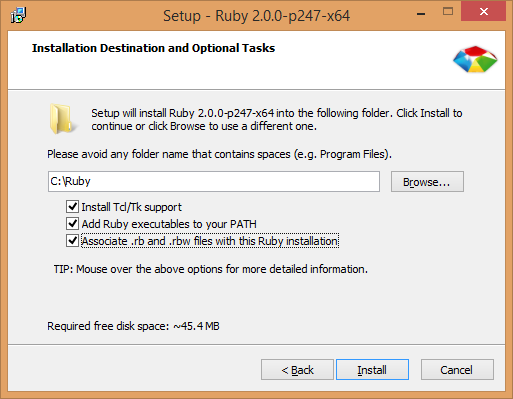 Setup - Ruby 2.0.0-p247-x64
Installation Destination and Optional Tasks
Setup will install Ruby 2.0.0-p247-x64 into the following folder. Click Install to
continue or click Browse to use a different one.
Please avoid any folder name that contains spaces (e.g. Program Files).
C:\Ruby
Browse...
Install Tcl/Tk support
Add Ruby executables to your PATH
Associate .rb and .rbw files with this Ruby installation
TIP: Mouse over the above options for more detailed information.
Required free disk space: ~45.4 MB
< Back
Install
Cancel